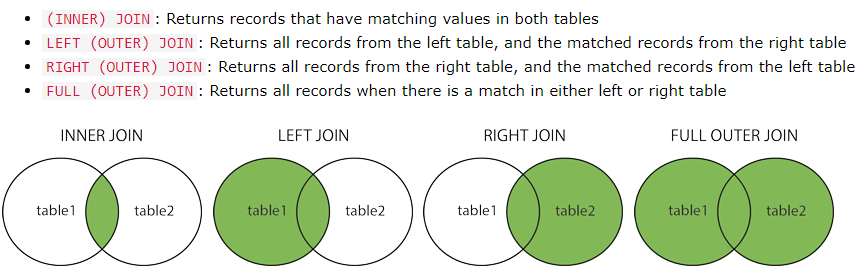 (INNER) JOIN : Returns records that have matching values in both tables
LEFT (OUTER) JOIN : Returns all records from the left table, and the matched records from the right table
RIGHT (OUTER) JOIN : Returns all records from the right table, and the matched records from the left table
FULL (OUTER) JOIN : Returns all records when there is a match in either left or right table
INNER JOIN LEFT JOIN RIGHT JOIN FULL OUTER JOIN
table1 table2 table1 table2 table1 table2 table1 table2